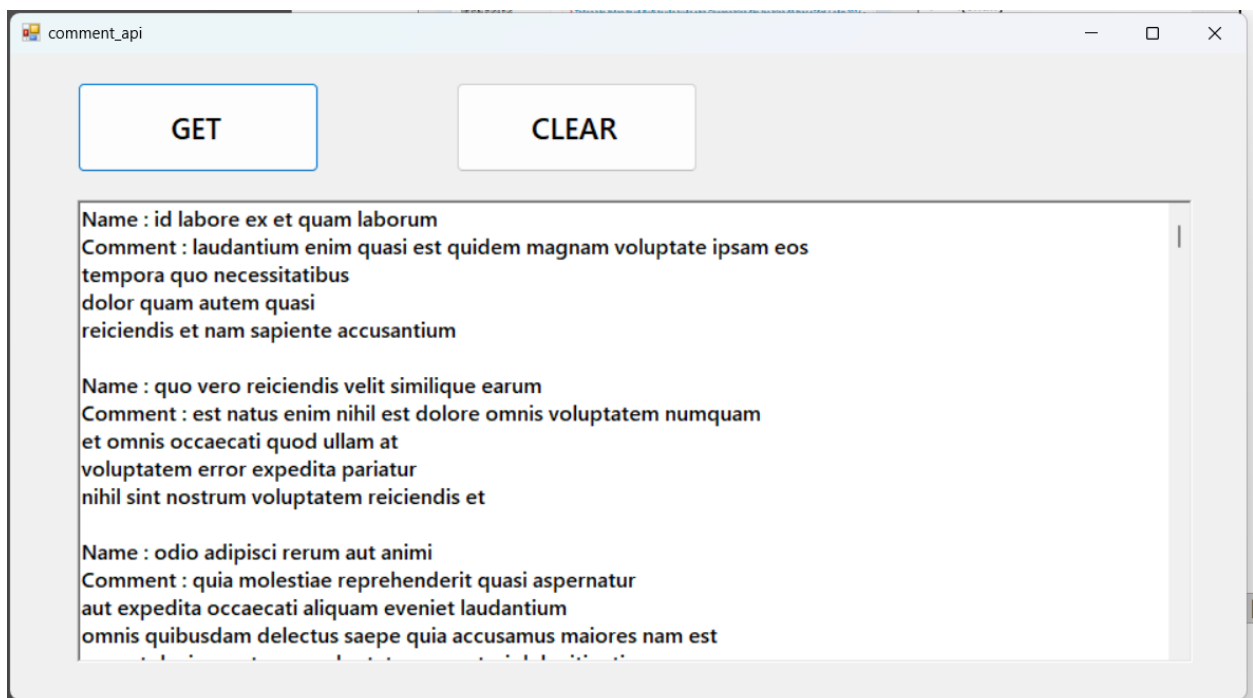 comment_api
GET
CLEAR
Name : id labore ex et quam laborum
Comment : laudantium enim quasi est quidem magnam voluptate ipsam eos
tempora quo necessitatibus
dolor quam autem quasi
reiciendis et nam sapiente accusantium
Name : quo vero reiciendis velit similique earum
Comment : est natus enim nihil est dolore omnis voluptatem numquam
et omnis occaecati quod ullam at
voluptatem error expedita pariatur
nihil sint nostrum voluptatem reiciendis et
Name : odio adipisci rerum aut animi
Comment : quia molestiae reprehenderit quasi aspernatur
aut expedita occaecati aliquam eveniet laudantium
omnis quibusdam delectus saepe quia accusamus maiores nam est